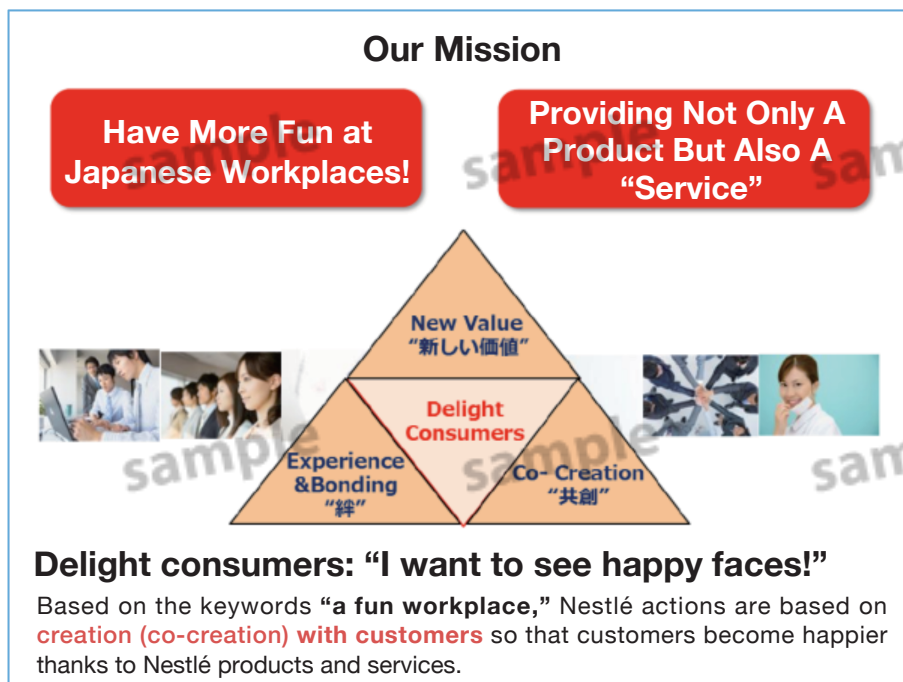 Our Mission
Have More Fun at
Japanese Workplaces!
Providing Not Only A
Product But Also A
“Service”
sample
sample
sam
New Value
“新しい価値”
Delight
Consumers
Experience
&Bonding
“絆”
Co- Creation
“共創”
sample
sample
sam
Delight consumers: “I want to see happy faces!”
Based on the keywords “a fun workplace,” Nestlé actions are based on
creation (co-creation) with customers so that customers become happier
thanks to Nestlé products and services.